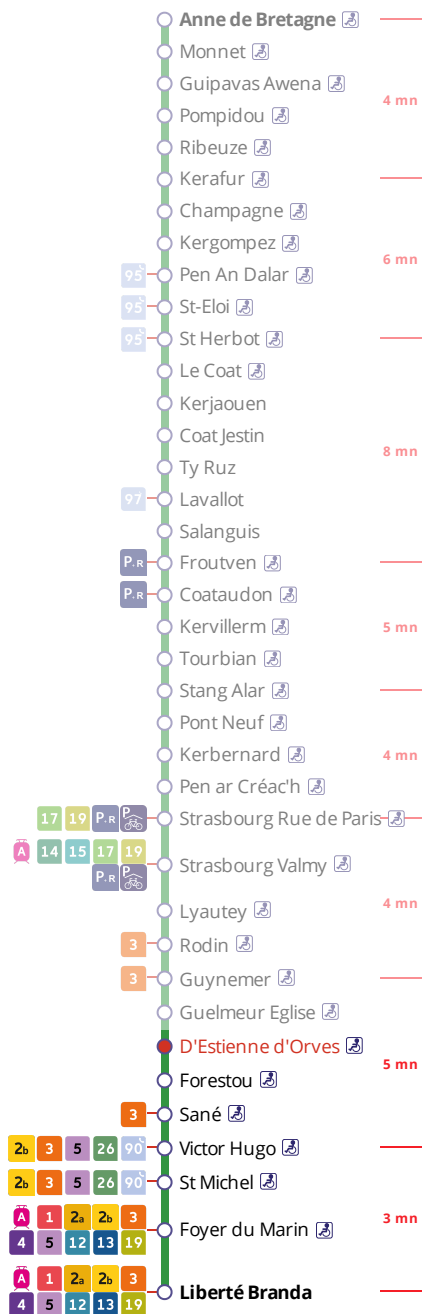 Anne de Bretagne
Monnet
Guipavas Awena
4 mn
Pompidou
Ribeuze
Kerafur
Champagne
Kergompez
6 mn
95 Pen An Dalar
95 St-Eloi
95 St Herbot
Le Coat
Kerjaouen
Coat Jestin
8 mn
Ty Ruz
97 Lavallot
Salanguis
P+R Froutven
P+R Coataudon
Kervillerm 5 mn
Tourbian
Stang Alar
Pont Neuf
Kerbernard 4 mn
Pen ar Créac'h
17 19 P+R P Strasbourg Rue de Paris
A 14 15 17 19
P+R P
Strasbourg Valmy
Lyautey 4 mn
3 Rodin
3 Guynemer
Guelmeur Eglise
D'Estienne d'Orves
5 mn
Forestou
3 Sané
2b 3 5 26 90 Victor Hugo
2b 3 5 26 90 St Michel
A 1 2a 2b 3
4 5 12 13 19
Foyer du Marin 3 mn
A 1 2a 2b 3
4 5 12 13 19
Liberté Branda